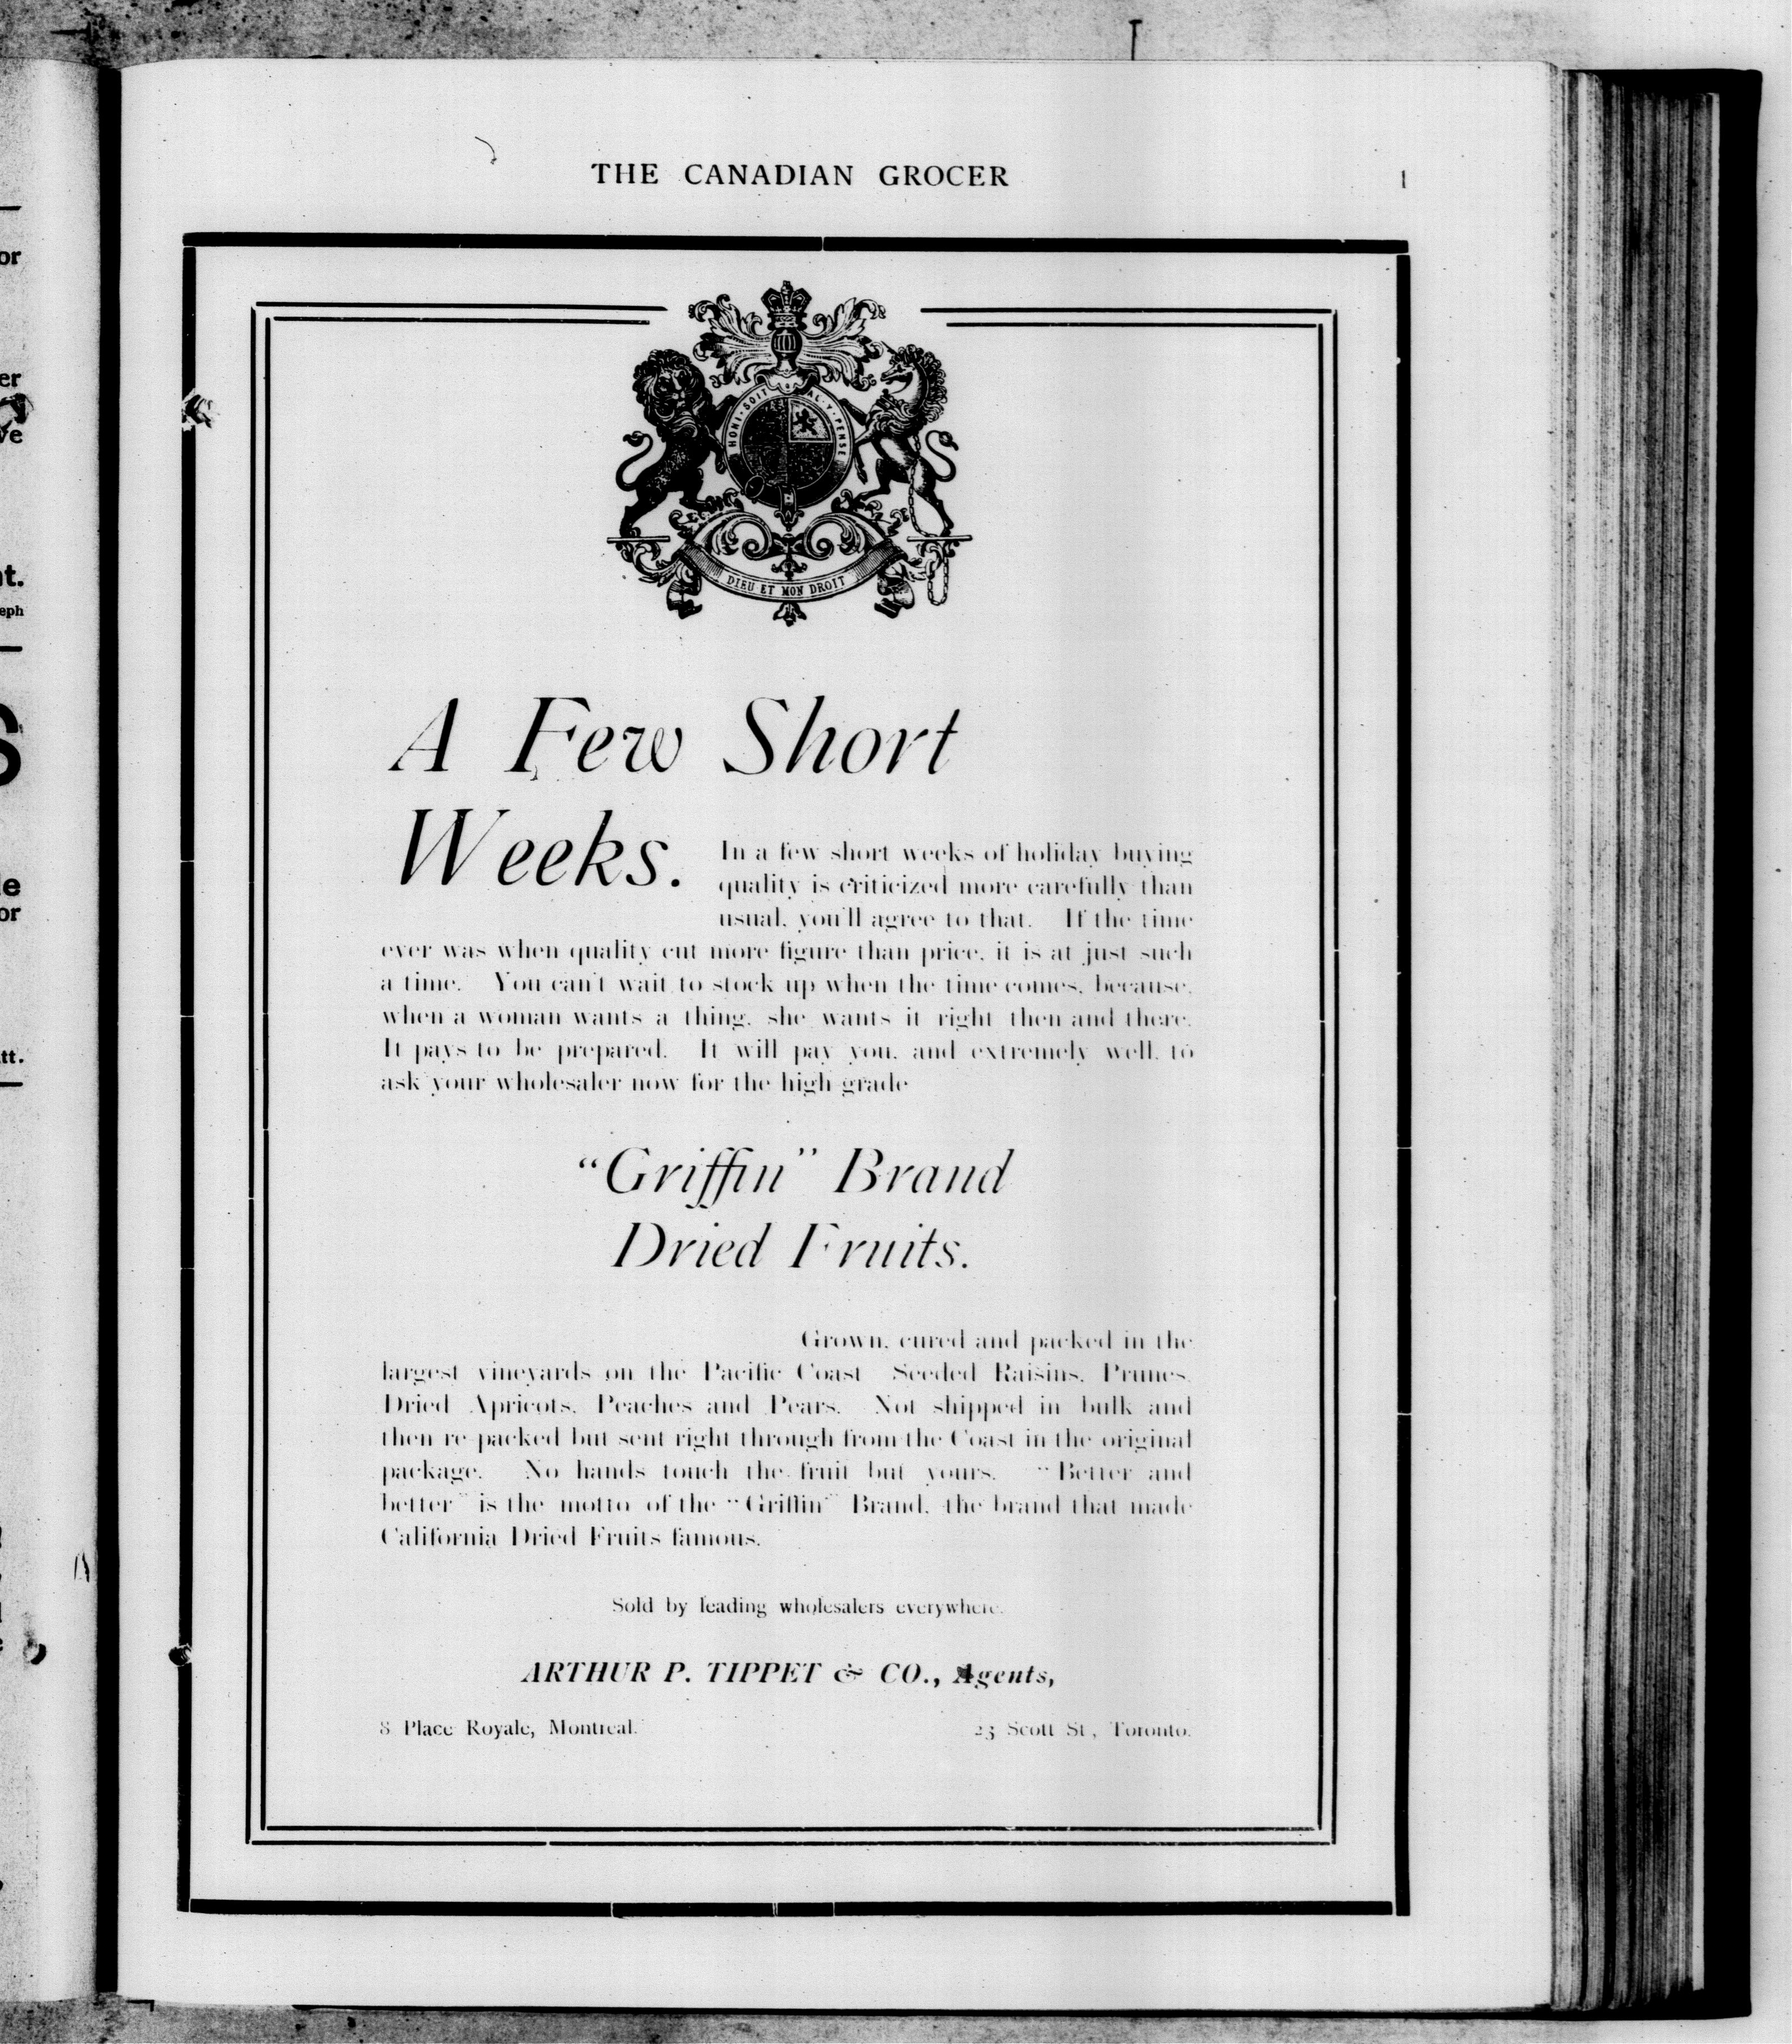 or
er
ve
nt.
eph
S
le
or
tt.
THE CANADIAN GROCER
1
HONI · SOIT AL · Y · PENSE
DIEU ET MON DROIT
A Few Short
Weeks.
In a few short weeks of holiday buying
quality is criticized more carefully than
usual, you'll agree to that. If the time
ever was when quality cut more figure than price, it is at just such
a time. You can't wait to stock up when the time comes, because,
when a woman wants a thing, she wants it right then and there.
It pays to be prepared. It will pay you, and extremely well, to
ask your wholesaler now for the high grade
"Griffin" Brand
Dried Fruits.
Grown, cured and packed in the
largest vineyards on the Pacific Coast Seeded Raisins, Prunes,
Dried Apricots, Peaches and Pears. Not shipped in bulk and
then re-packed but sent right through from the Coast in the original
package. No hands touch the fruit but yours. "Better and
better" is the motto of the "Griffin" Brand, the brand that made
California Dried Fruits famous.
Sold by leading wholesalers everywhere.
ARTHUR P. TIPPET & CO., Agents,
8 Place Royale, Montreal.
23 Scott St., Toronto.